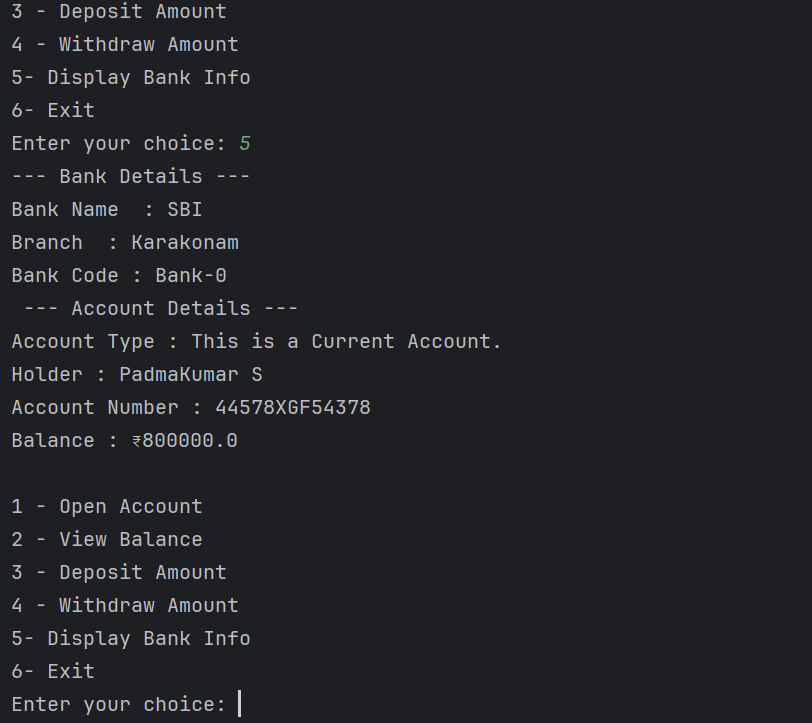 3 - Deposit Amount
4 - Withdraw Amount
5- Display Bank Info
6- Exit
Enter your choice: 5
--- Bank Details ---
Bank Name  : SBI
Branch  : Karakonam
Bank Code : Bank-0
 --- Account Details ---
Account Type : This is a Current Account.
Holder : PadmaKumar S
Account Number : 44578XGF54378
Balance : ₹800000.0
1 - Open Account
2 - View Balance
3 - Deposit Amount
4 - Withdraw Amount
5- Display Bank Info
6- Exit
Enter your choice: